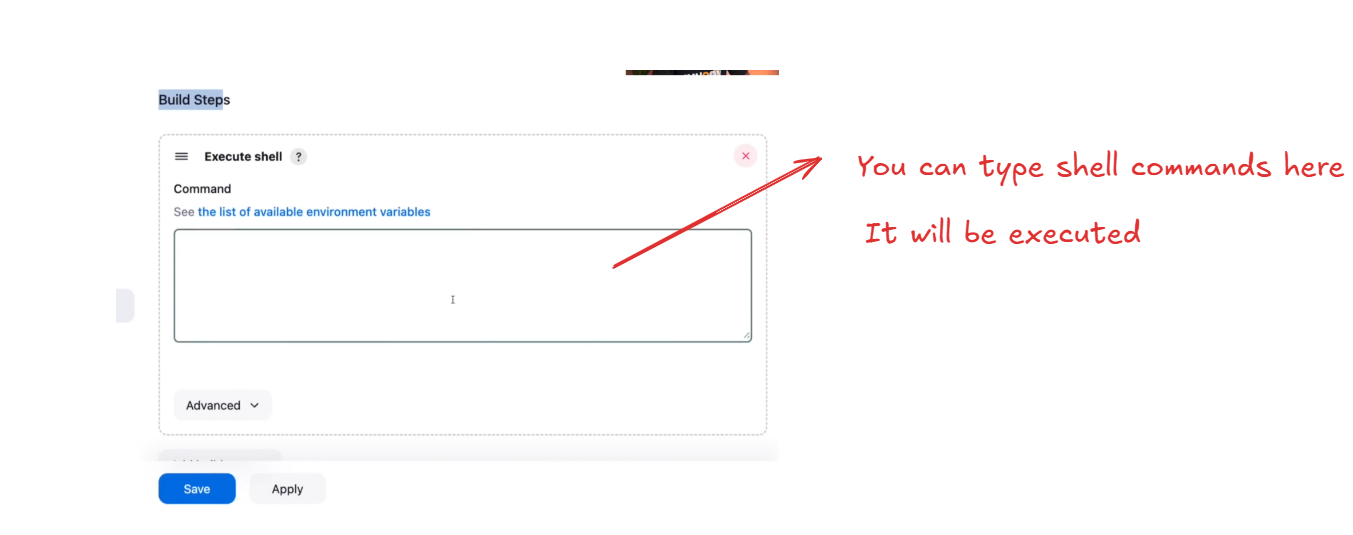 Build Steps
Execute shell ?
Command
See the list of available environment variables
Advanced
Save
Apply
You can type shell commands here
It will be executed